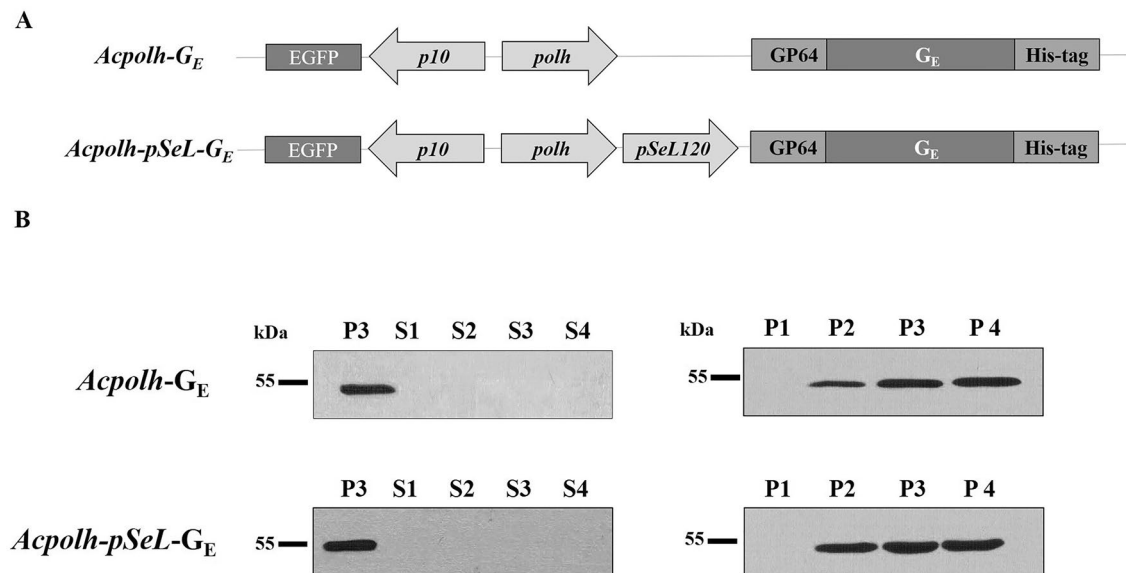 A
Acpolh-GE
EGFP p10 polh GP64 GE His-tag
Acpolh-pSeL-GE
EGFP p10 polh pSeL120 GP64 GE His-tag
B
kDa P3 S1 S2 S3 S4
P1 P2 P3 P 4
Acpolh-GE
55
55
kDa
P3 S1 S2 S3 S4
P1 P2 P3 P 4
Acpolh-pSeL-GE
55
55